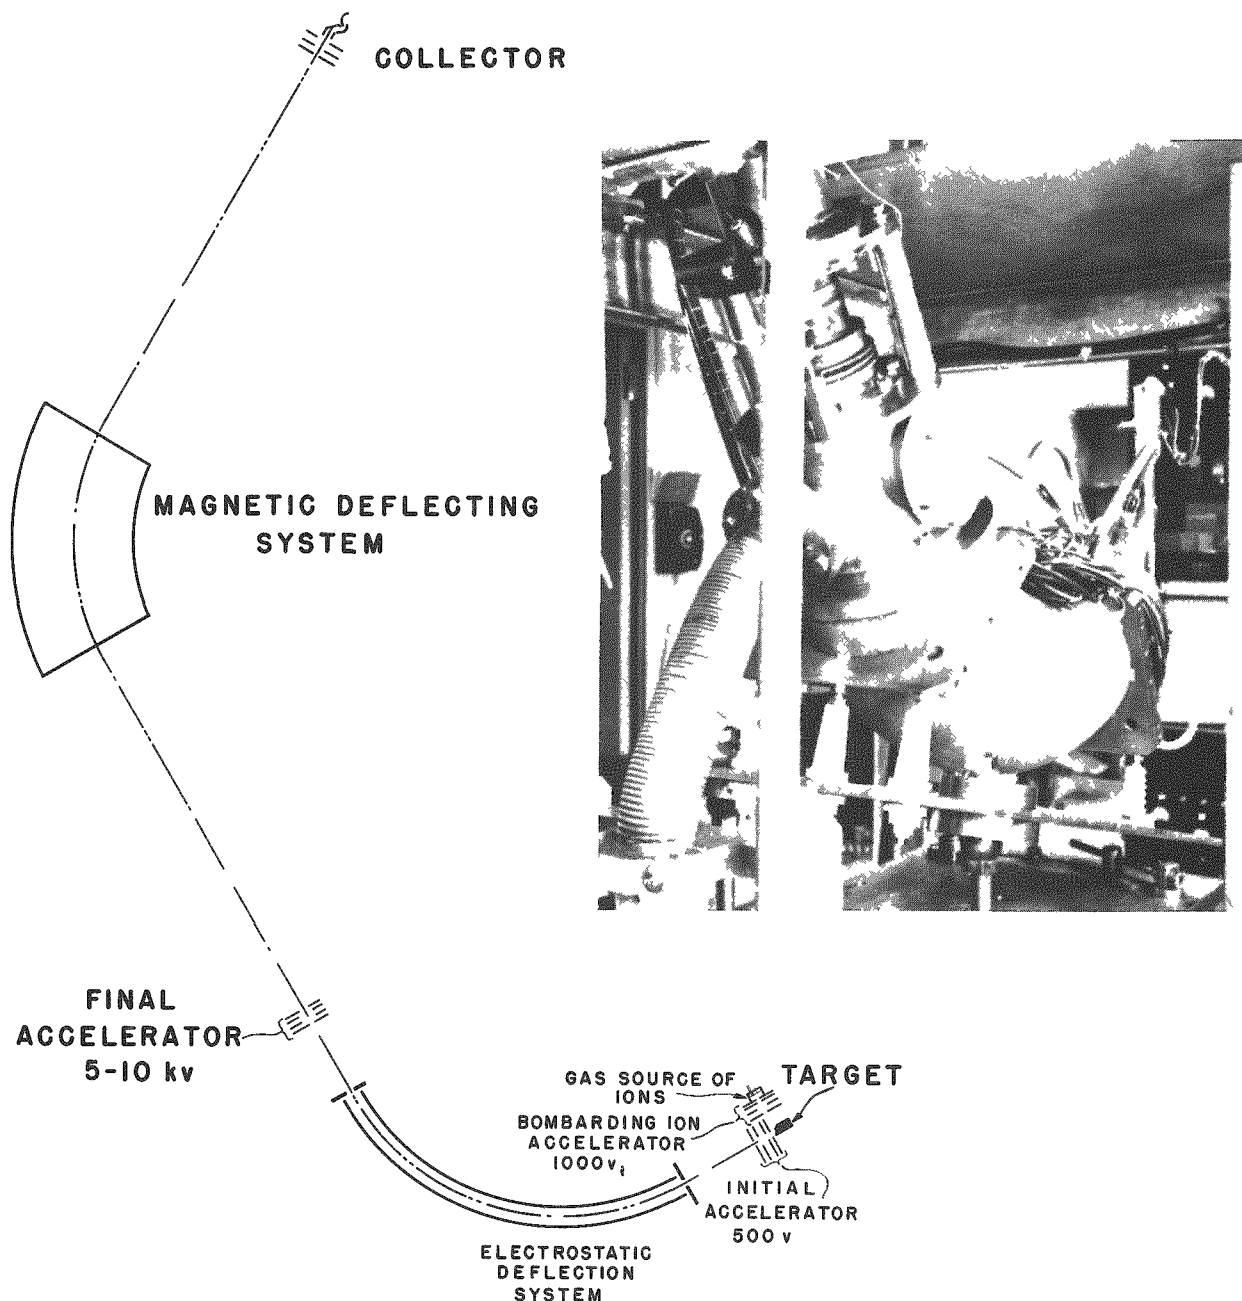 COLLECTOR
MAGNETIC DEFLECTING
SYSTEM
FINAL
ACCELERATOR
5-10 kv
GAS SOURCE OF
IONS
TARGET
BOMBARDING ION
ACCELERATOR
1000v
INITIAL
ACCELERATOR
500 v
ELECTROSTATIC
DEFLECTION
SYSTEM